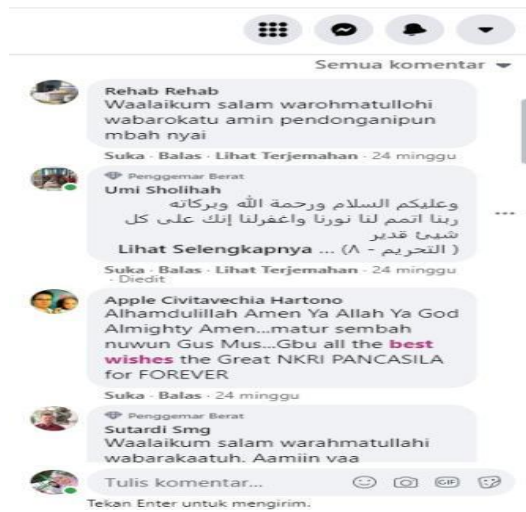 Semua komentar
Rehab Rehab
Waalaikum salam warohmatullohi
wabarokatu amin pendonganipun
mbah nyai
Suka · Balas · Lihat Terjemahan · 24 minggu
Penggemar Berat
Umi Sholihah
وعليكم السلام ورحمة الله وبركاته
ربنا اتمم لنا نورنا واغفرلنا إنك على كل
شيئ قدير
( التحريم - ٨) ... Lihat Selengkapnya
Suka · Balas · Lihat Terjemahan · 24 minggu
· Diedit
Apple Civitavechia Hartono
Alhamdulillah Amen Ya Allah Ya God
Almighty Amen...matur sembah
nuwun Gus Mus...Gbu all the best
wishes the Great NKRI PANCASILA
for FOREVER
Suka · Balas · 24 minggu
Penggemar Berat
Sutardi Smg
Waalaikum salam warahmatullahi
wabarakaatuh. Aamiin vaa
Tulis komentar...
GIF
Tekan Enter untuk mengirim.